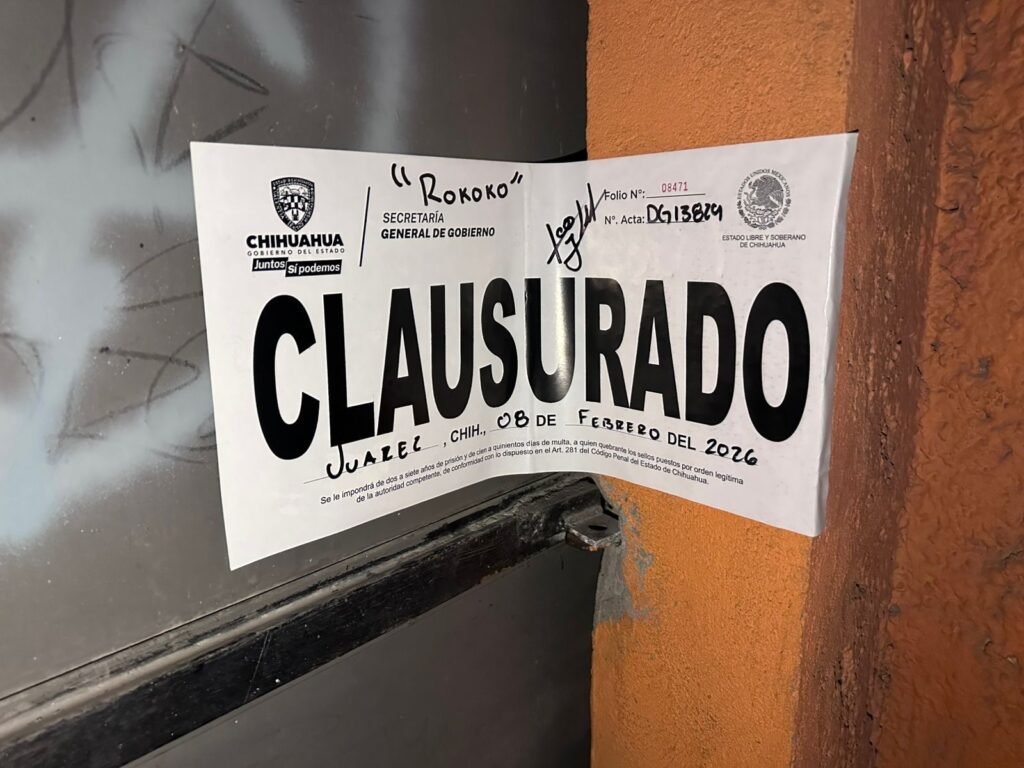 "ROKOKO"
CHIHUAHUA
GOBIERNO DEL ESTADO
Juntos Sí podemos
SECRETARÍA
GENERAL DE GOBIERNO
Folio N°: 08471
N°. Acta: DG13829
ESTADOS UNIDOS MEXICANOS
ESTADO LIBRE Y SOBERANO
DE CHIHUAHUA
CLAUSURADO
JUAREZ, CHIH., 08 DE FEBRERO DEL 2026
Se le impondrá de dos a siete años de prisión y de cien a quinientos días de multa, a quien quebrante los sellos puestos por orden legítima
de la autoridad competente, de conformidad con lo dispuesto en el Art. 281 del Código Penal del Estado de Chihuahua.